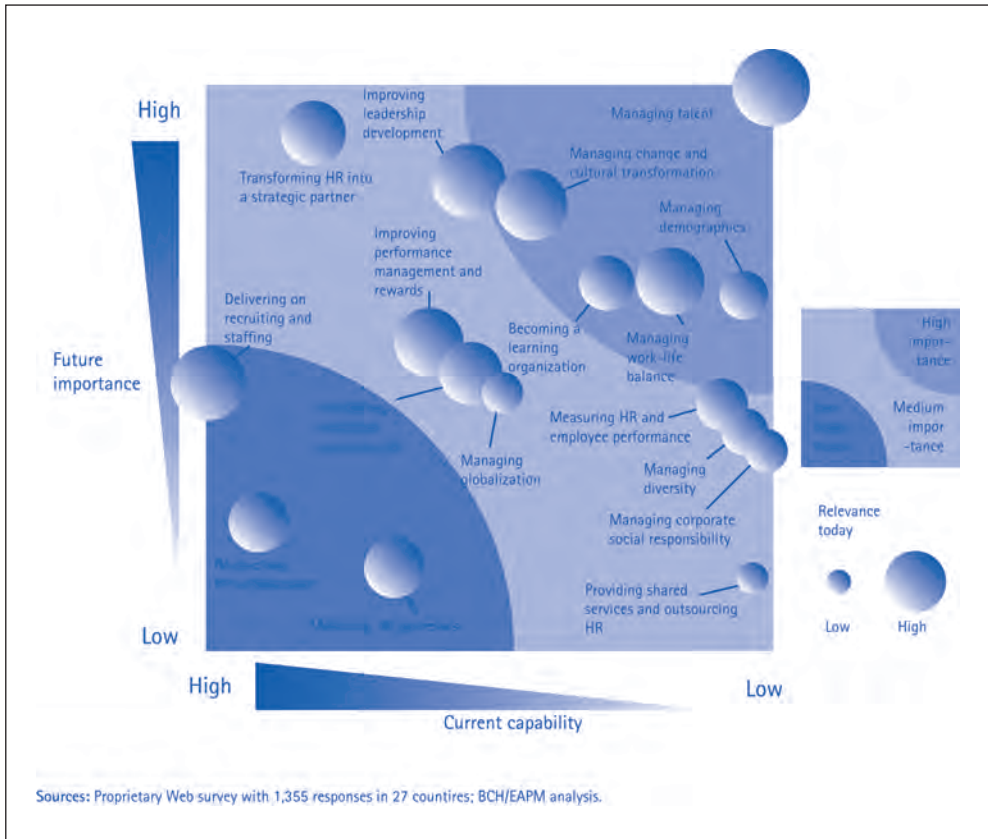 High
Improving
leadership
development
Managing talent
Transforming HR into
a strategic partner
Managing change and
cultural transformation
Managing
demographics
Improving
performance
management and
rewards
Delivering on
recruiting and
staffing
Becoming a
learning
organization
Managing
work-life
balance
Future
importance
Measuring HR and
employee performance
Managing
globalization
Managing
diversity
Managing corporate
social responsibility
Providing shared
services and outsourcing
HR
Low
High
Low
Current capability
High
impor-
tance
Medium
impor
-tance
Relevance
today
Low
High
Sources: Proprietary Web survey with 1,355 responses in 27 countires; BCH/EAPM analysis.